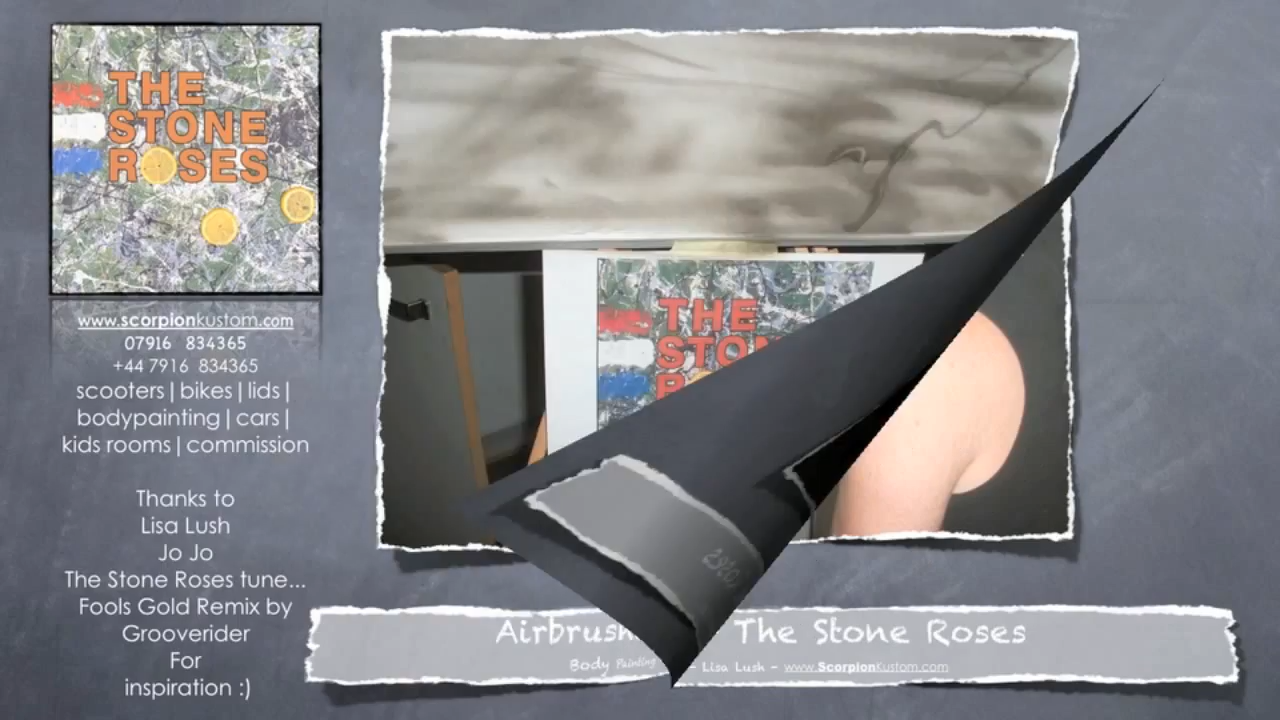 THE
STONE
ROSES
www.scorpionkustom.com
07916 834365
+44 7916 834365
scooters|bikes|lids|
bodypainting|cars|
kids rooms|commission
Thanks to
Lisa Lush
Jo Jo
The Stone Roses tune...
Fools Gold Remix by
Grooverider
For
inspiration :)
THE
STON
R
Airbrush The Stone Roses
Body Painting - Lisa Lush - www.ScorpionKustom.com